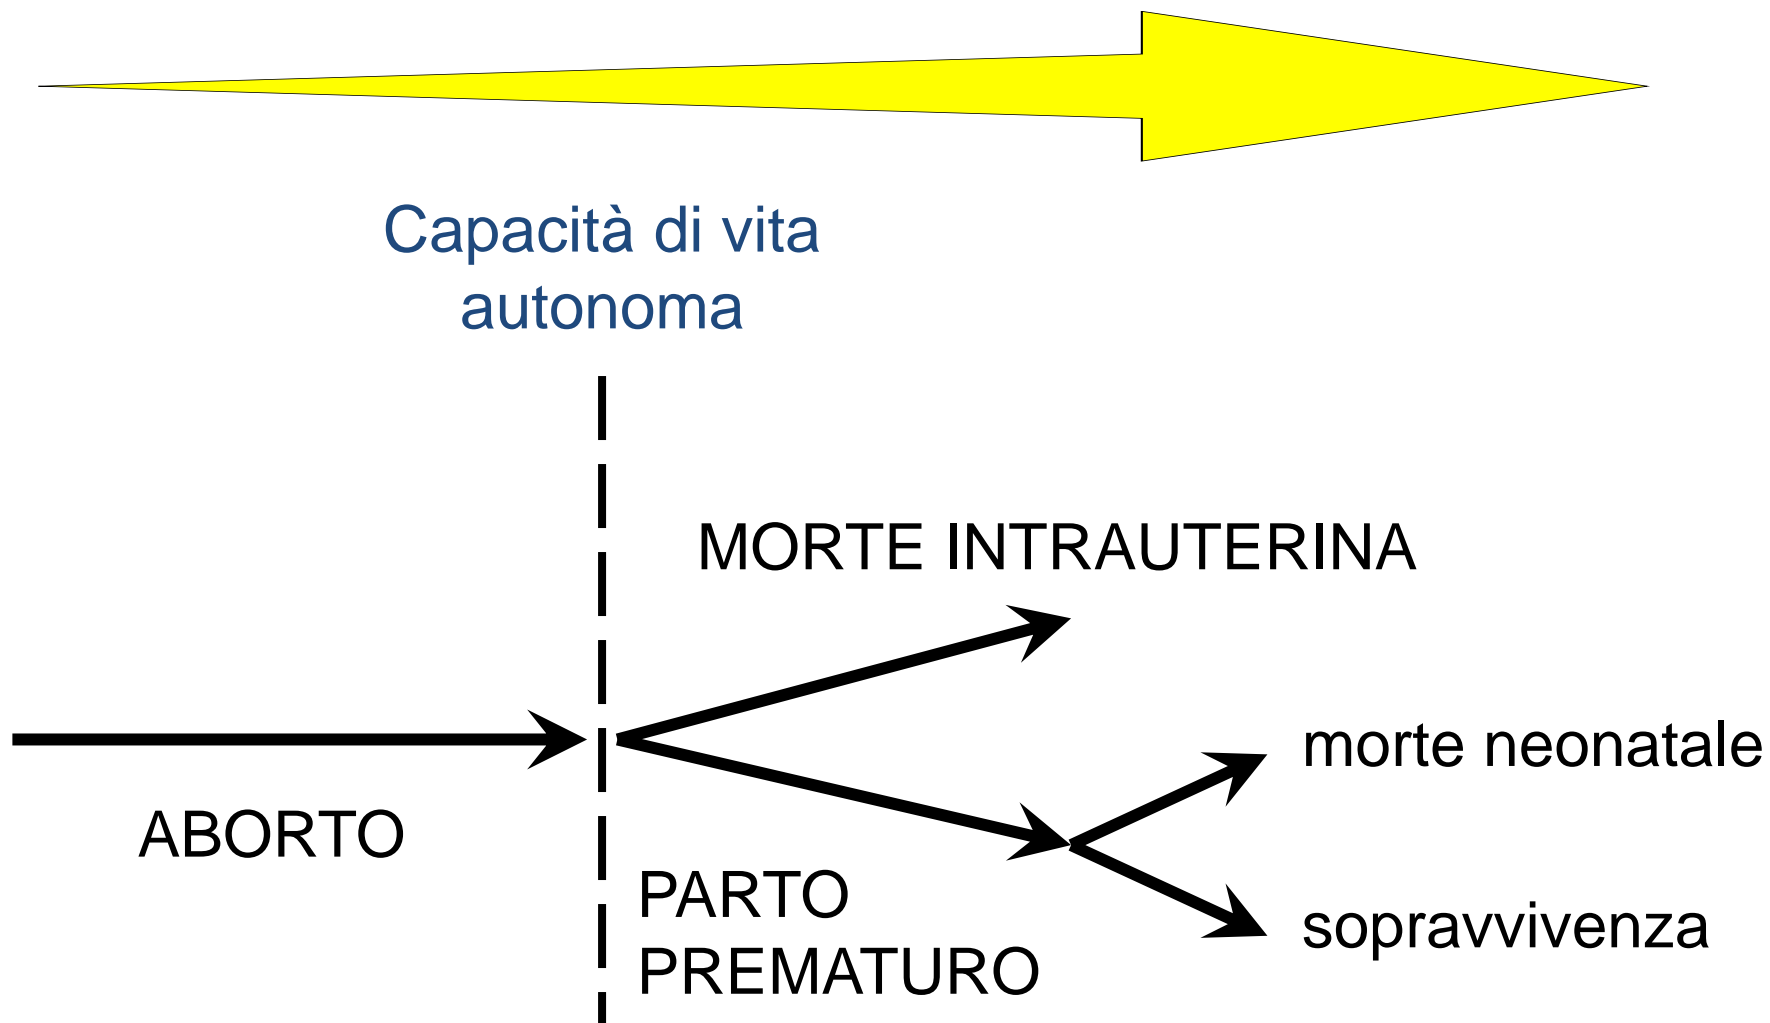 Capacità di vita
autonoma
MORTE INTRAUTERINA
morte neonatale
ABORTO
PARTO
PREMATURO
sopravvivenza